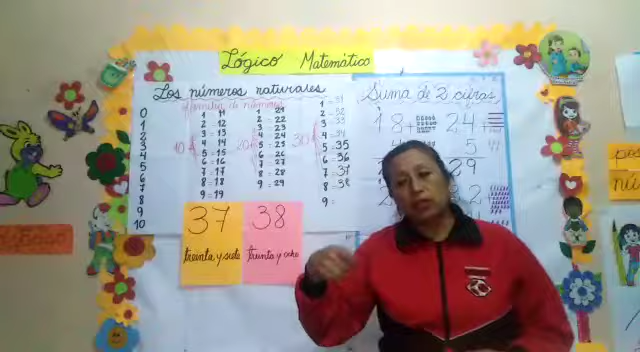 Lógico Matemático
Los números naturales
familia de números
0
1
2
3
4
5
6
7
8
9
10
10
1 = 11
2 = 12
3 = 13
4 = 14
5 = 15
6 = 16
7 = 17
8 = 18
9 = 19
20
1 = 21
2 = 22
3 = 23
4 = 24
5 = 25
6 = 26
7 = 27
8 = 28
9 = 29
30
1 = 31
2 = 32
3 = 33
4 = 34
5 = 35
6 = 36
7 = 37
8 = 38
9 =
Suma de 2 cifras
18+
24+
5
29
37
treinta y siete
38
treinta y ocho